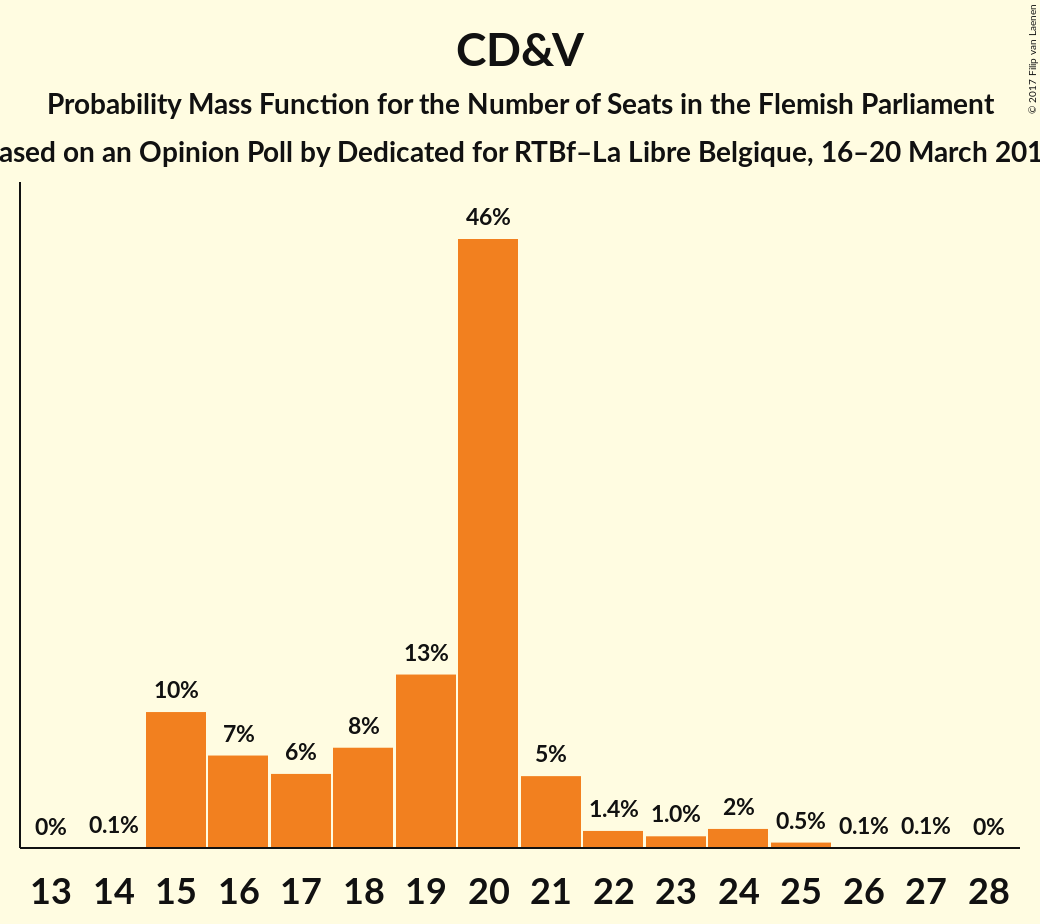 CD&V
Probability Mass Function for the Number of Seats in the Flemish Parliament
ased on an Opinion Poll by Dedicated for RTBf–La Libre Belgique, 16–20 March 201
© 2017 Filip van Laenen
46%
13%
10%
8%
7%
6%
5%
2%
1.4%
1.0%
0.5%
0% 0.1% 0.1% 0.1% 0%
13 14 15 16 17 18 19 20 21 22 23 24 25 26 27 28